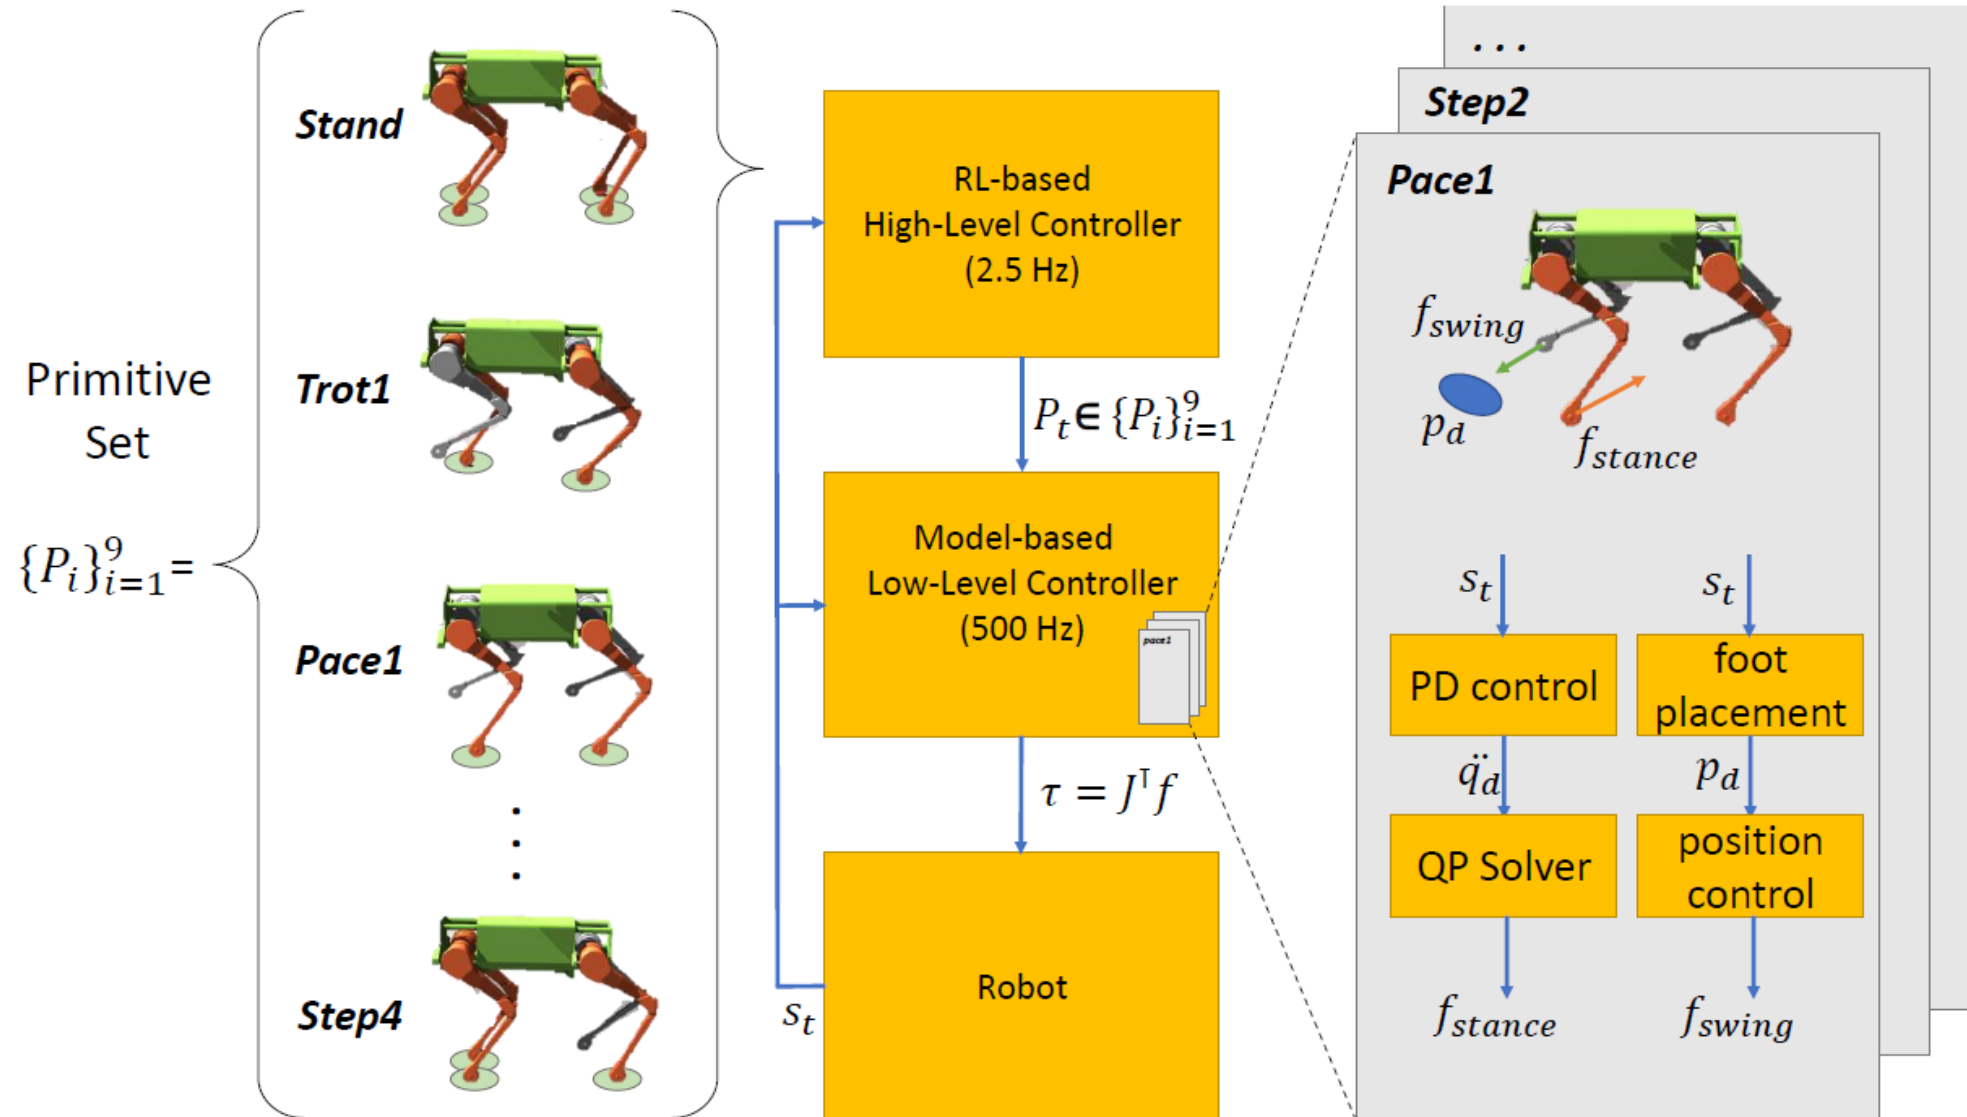 Primitive
Set
{P_i}_{i=1}^9 =
Stand
Trot1
Pace1
⋮
Step4
RL-based
High-Level Controller
(2.5 Hz)
P_t ∈ {P_i}_{i=1}^9
Model-based
Low-Level Controller
(500 Hz)
pace1
τ = J^⊺ f
Robot
s_t
...
Step2
Pace1
f_swing
p_d
f_stance
s_t
s_t
PD control
foot
placement
q̈_d
p_d
QP Solver
position
control
f_stance
f_swing